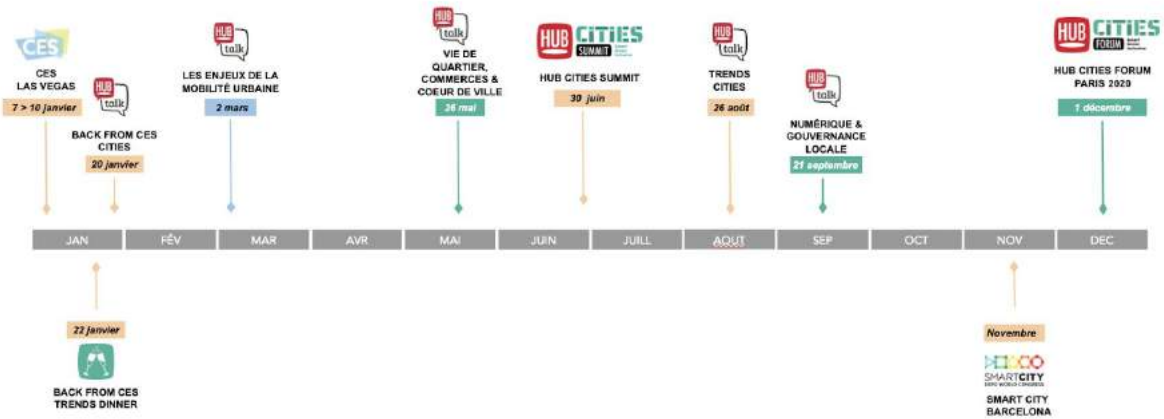 CES
CES
LAS VEGAS
7 > 10 janvier
HUB
talk
BACK FROM CES
CITIES
20 janvier
HUB
talk
LES ENJEUX DE LA
MOBILITÉ URBAINE
2 mars
HUB
talk
VIE DE
QUARTIER,
COMMERCES &
COEUR DE VILLE
26 mai
HUB CiTiES
SUMMIT
HUB CITIES SUMMIT
30 juin
HUB
talk
TRENDS
CITIES
26 août
HUB
talk
NUMÉRIQUE &
GOUVERNANCE
LOCALE
21 septembre
HUB CiTiES
FORUM
HUB CITIES FORUM
PARIS 2020
1 décembre
JAN FÉV MAR AVR MAI JUIN JUILL AOUT SEP OCT NOV DEC
22 janvier
BACK FROM CES
TRENDS DINNER
Novembre
SMARTCITY
EXPO WORLD CONGRESS
SMART CITY
BARCELONA